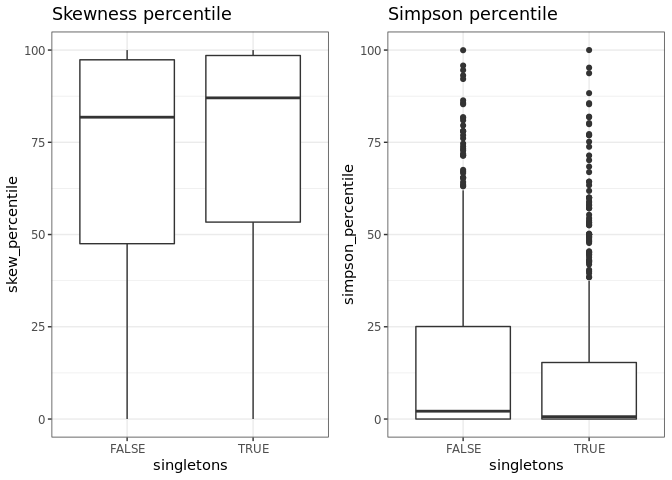 Skewness percentile
skew_percentile
100
75
50
25
0
FALSE TRUE
singletons
Simpson percentile
simpson_percentile
100
75
50
25
0
FALSE TRUE
singletons